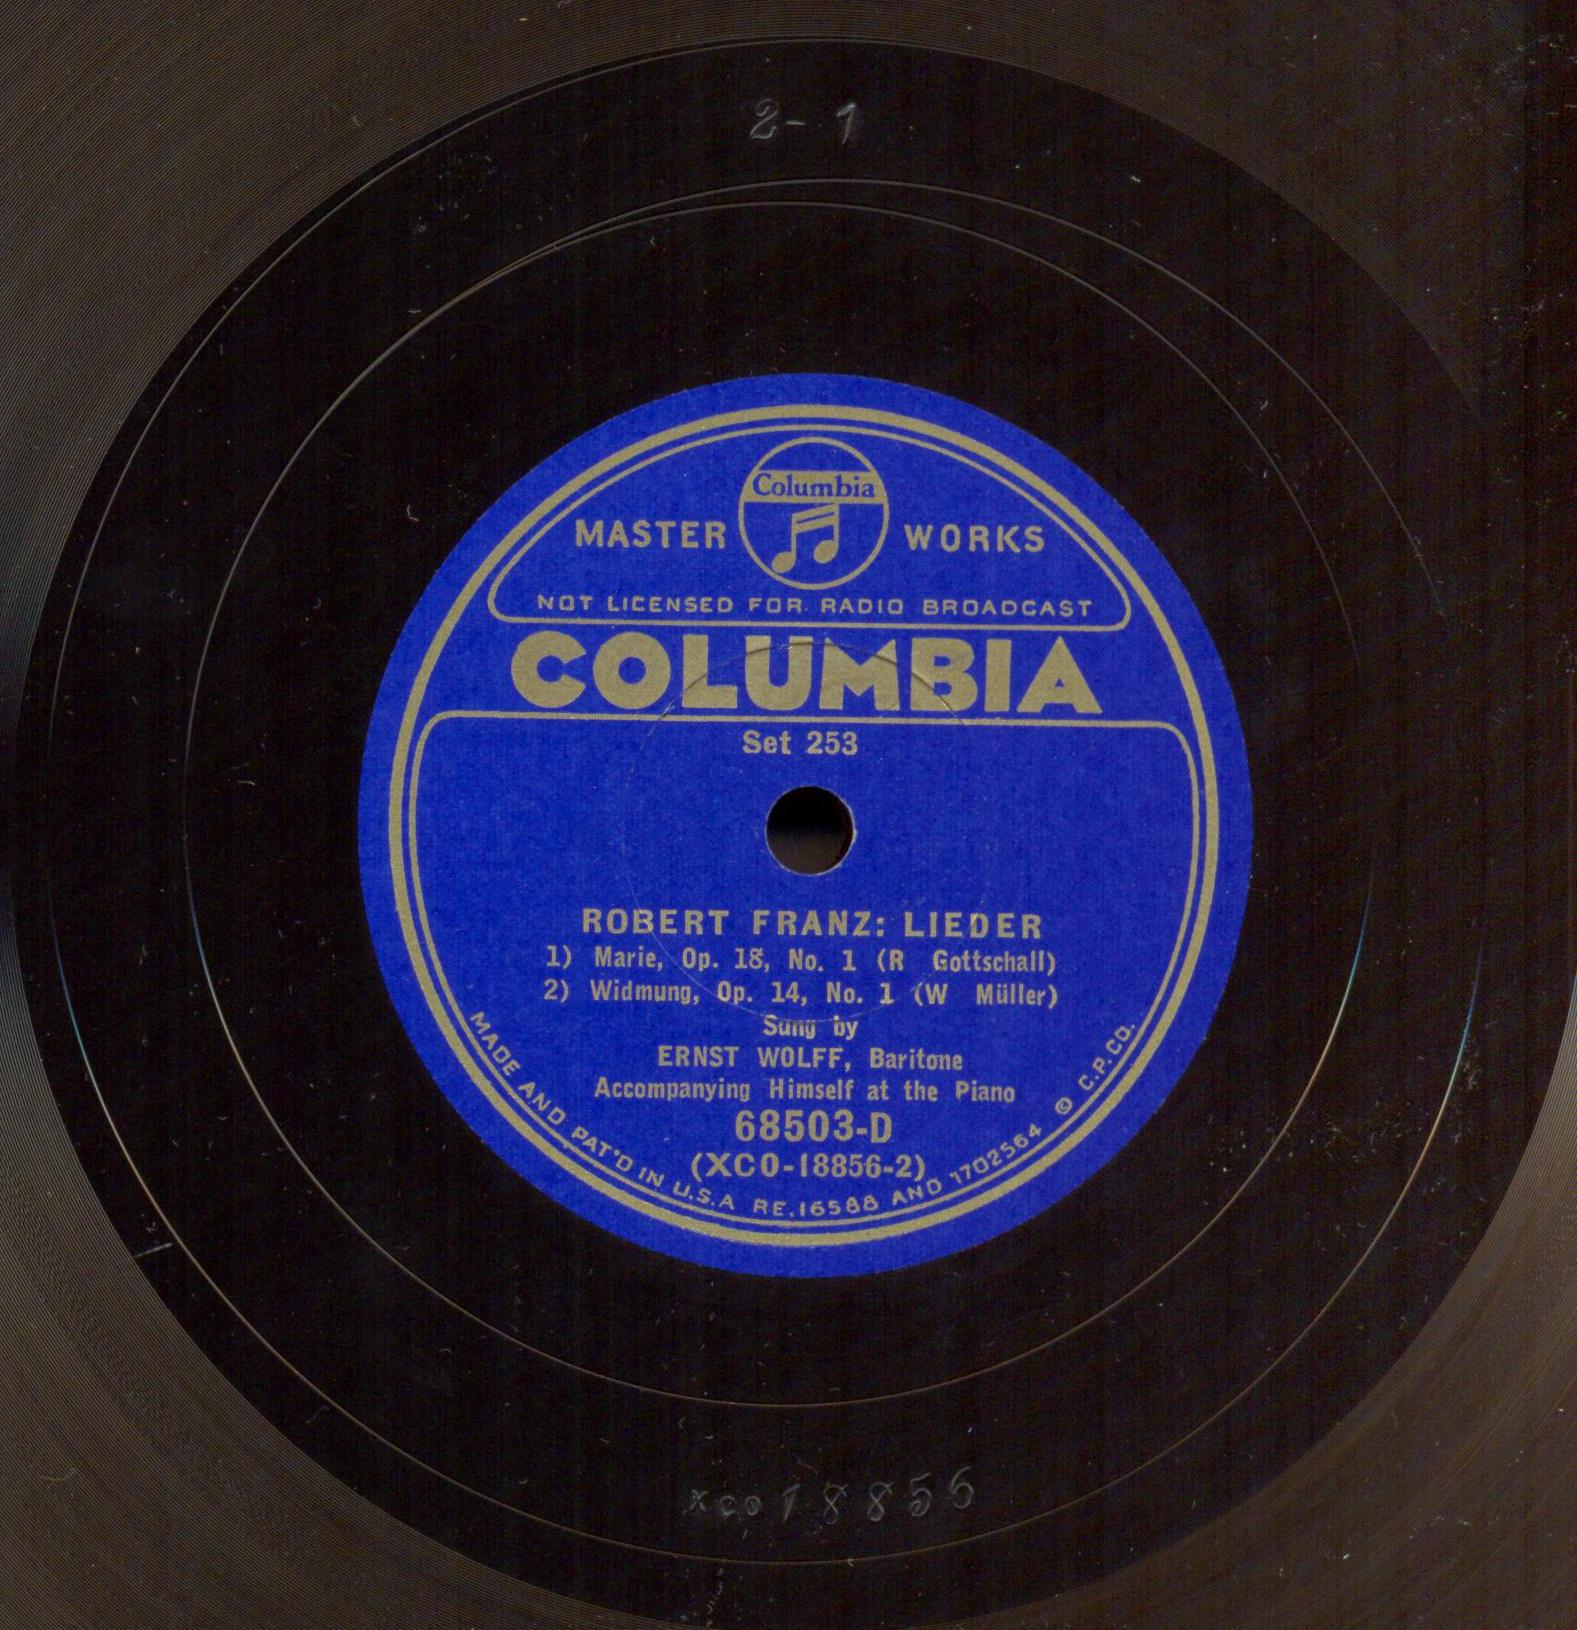 2- 1
Columbia
MASTER WORKS
NOT LICENSED FOR RADIO BROADCAST
COLUMBIA
Set 253
ROBERT FRANZ: LIEDER
1) Marie, Op. 18, No. 1 (R Gottschall)
2) Widmung, Op. 14, No. 1 (W Müller)
Sung by
ERNST WOLFF, Baritone
Accompanying Himself at the Piano
68503-D
(XCO-18856-2)
MADE AND PAT'D IN U.S.A RE.16588 AND 1702564 © C.P.CO.
xco18856